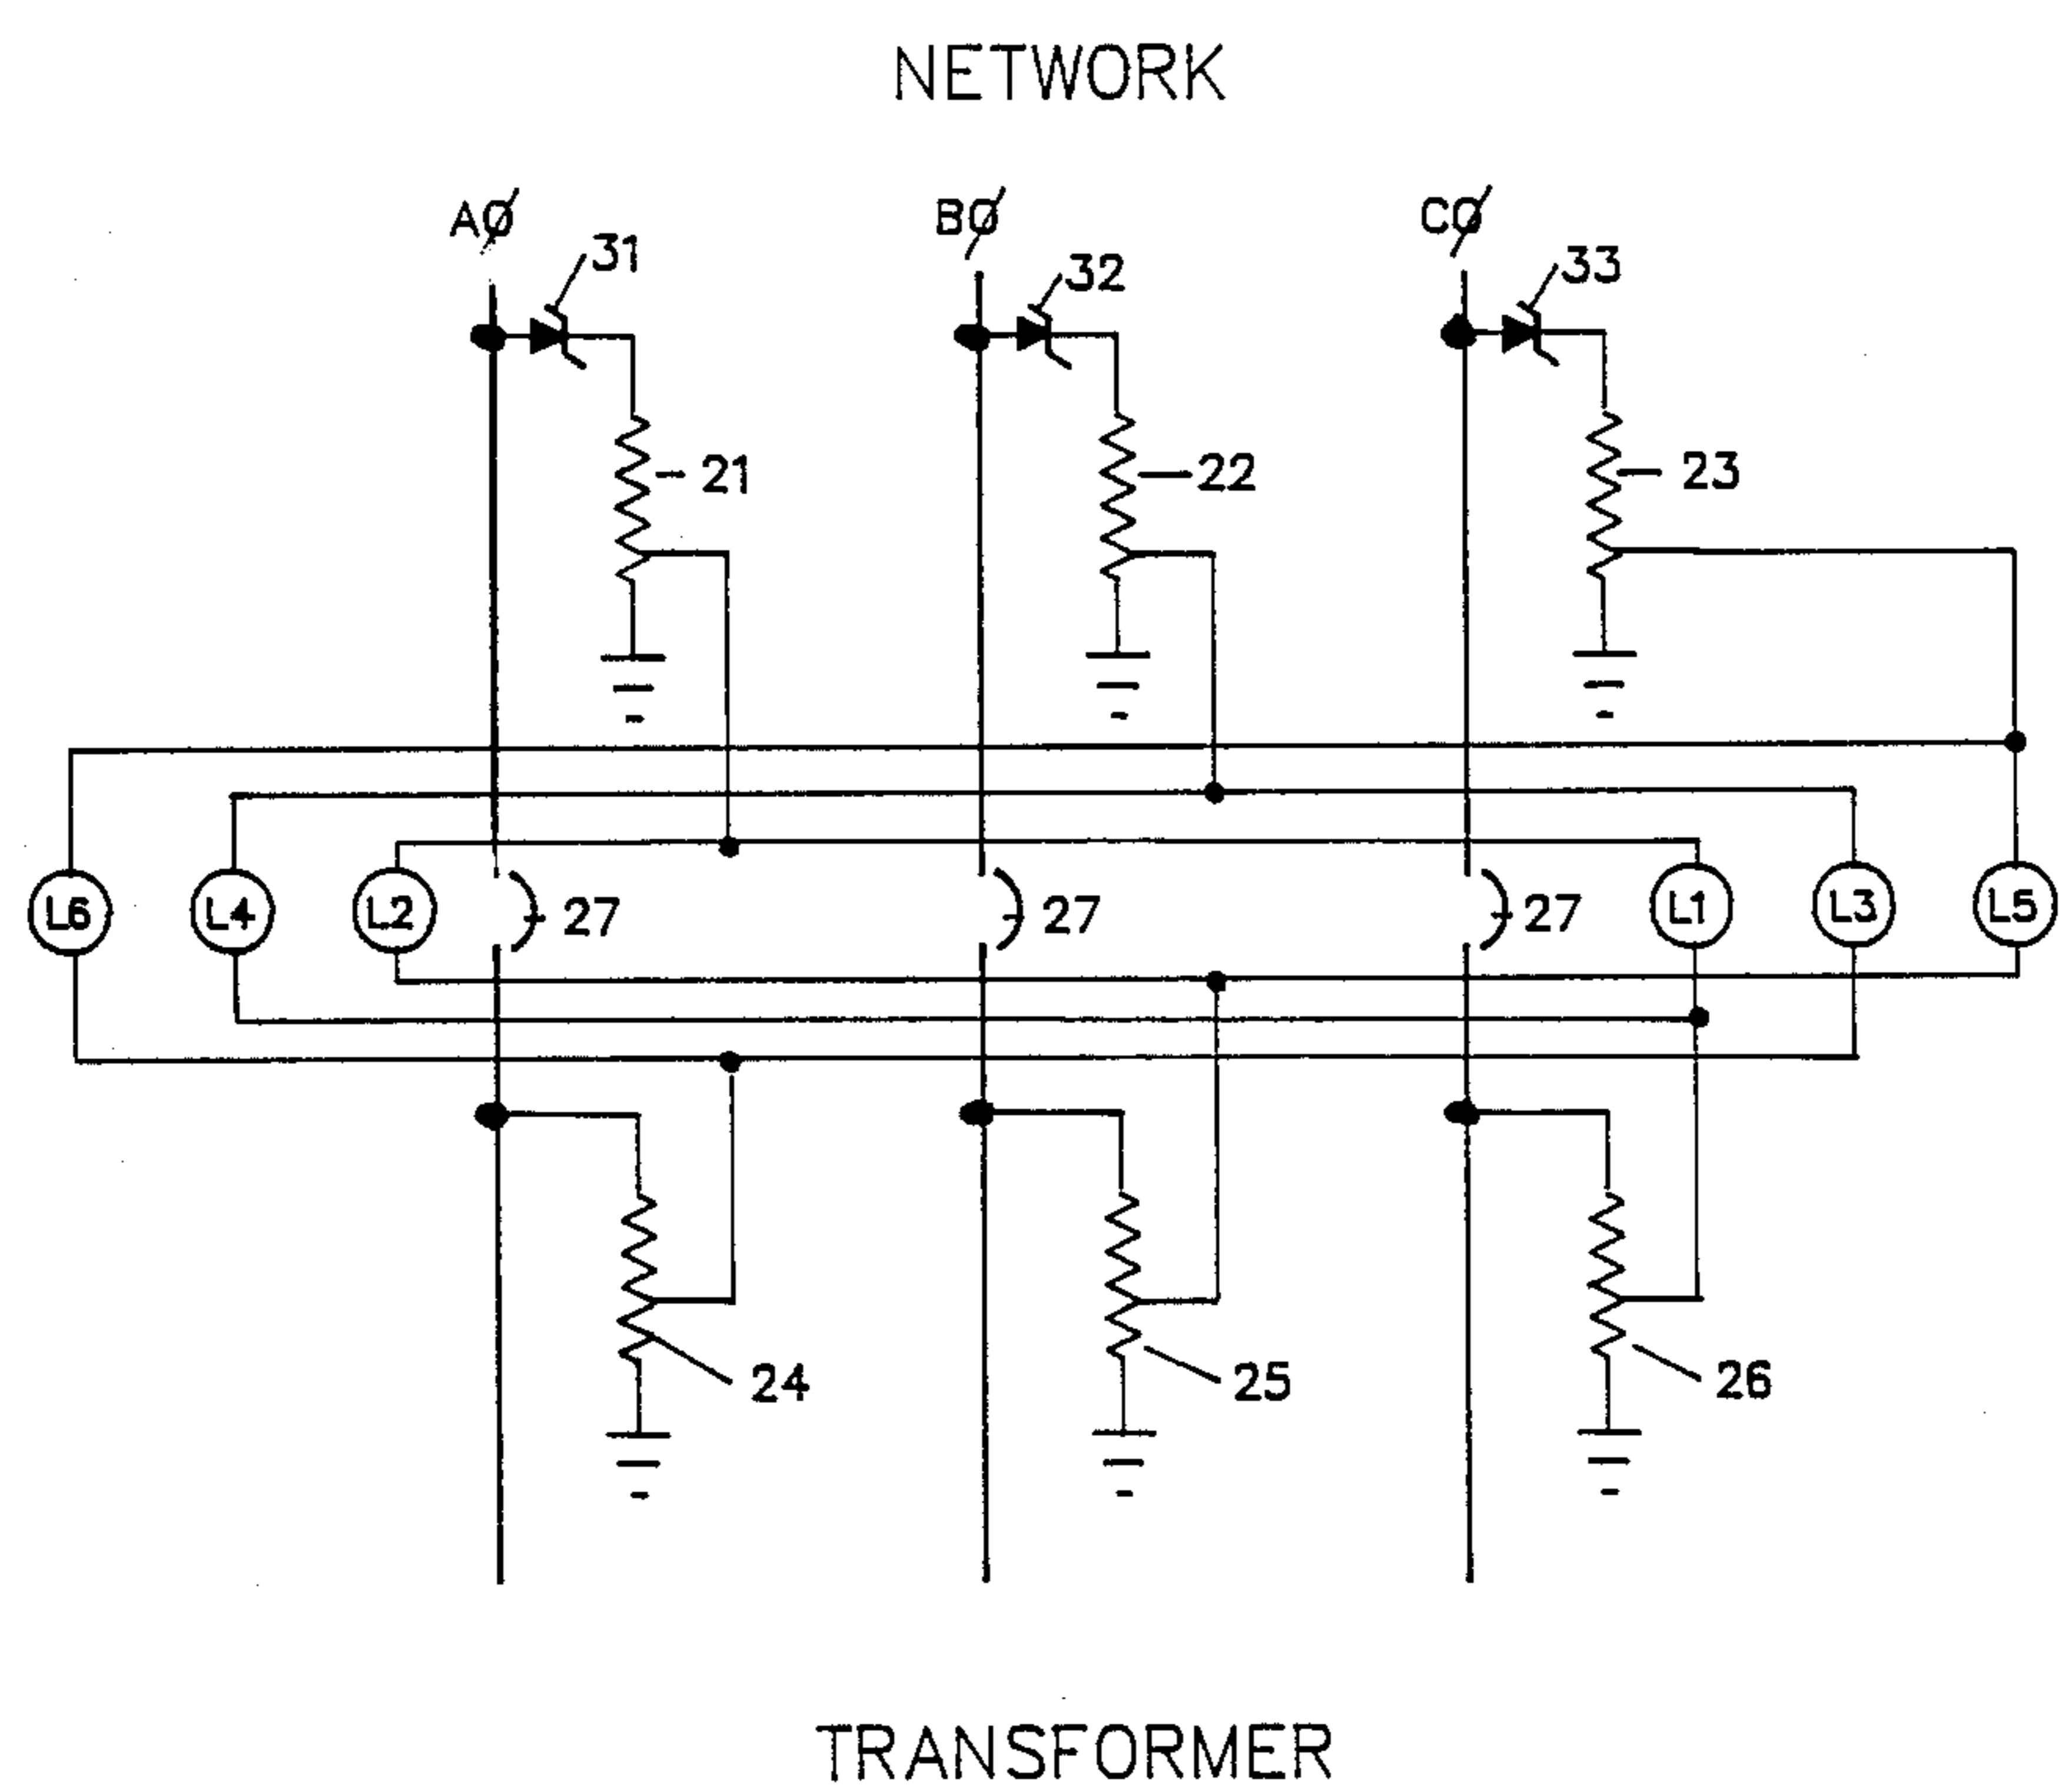 NETWORK
AØ BØ CØ
31 32 33
21 22 23
L6 L4 L2 27 27 27 L1 L3 L5
24 25 26
TRANSFORMER